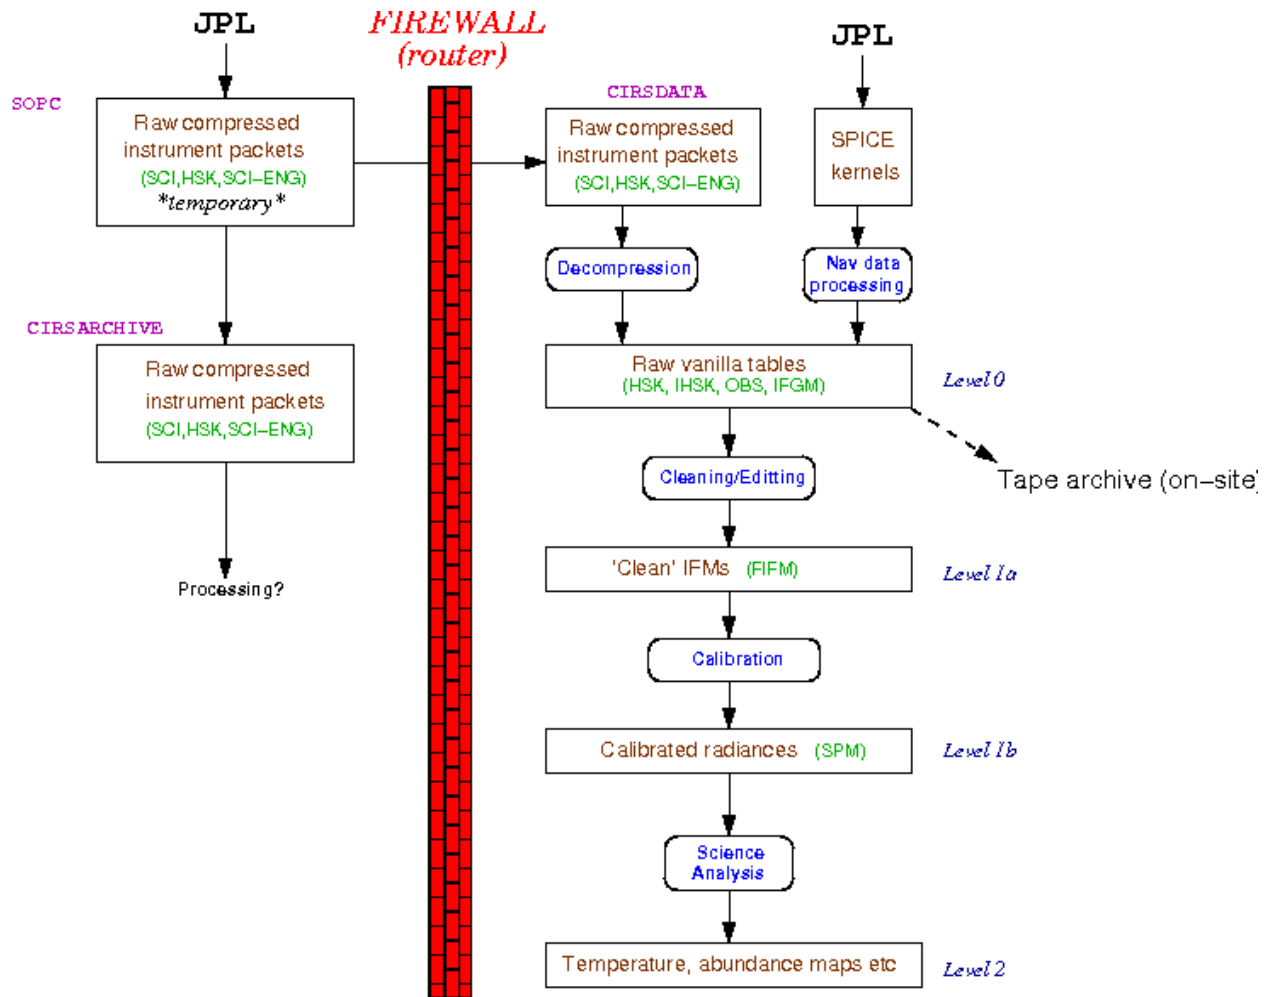 JPL
FIREWALL
(router)
JPL
SOPC
Raw compressed
instrument packets
(SCI,HSK,SCI-ENG)
*temporary*
CIRSDATA
Raw compressed
instrument packets
(SCI,HSK,SCI-ENG)
SPICE
kernels
Decompression
Nav data
processing
CIRSARCHIVE
Raw compressed
instrument packets
(SCI,HSK,SCI-ENG)
Processing?
Raw vanilla tables
(HSK, IHSK, OBS, IFGM)
Level 0
Tape archive (on-site)
Cleaning/Editting
'Clean' IFMs (FIFM)
Level 1a
Calibration
Calibrated radiances (SPM)
Level 1b
Science
Analysis
Temperature, abundance maps etc
Level 2